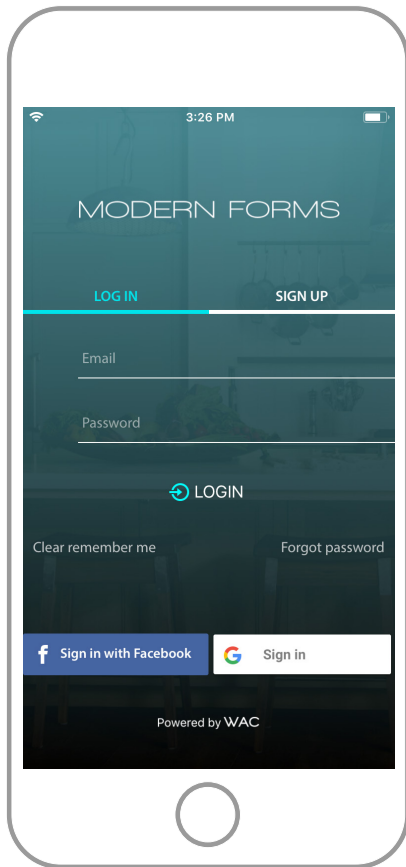 3:26 PM
MODERN FORMS
LOG IN SIGN UP
Email
Password
LOGIN
Clear remember me Forgot password
f Sign in with Facebook G Sign in
Powered by WAC